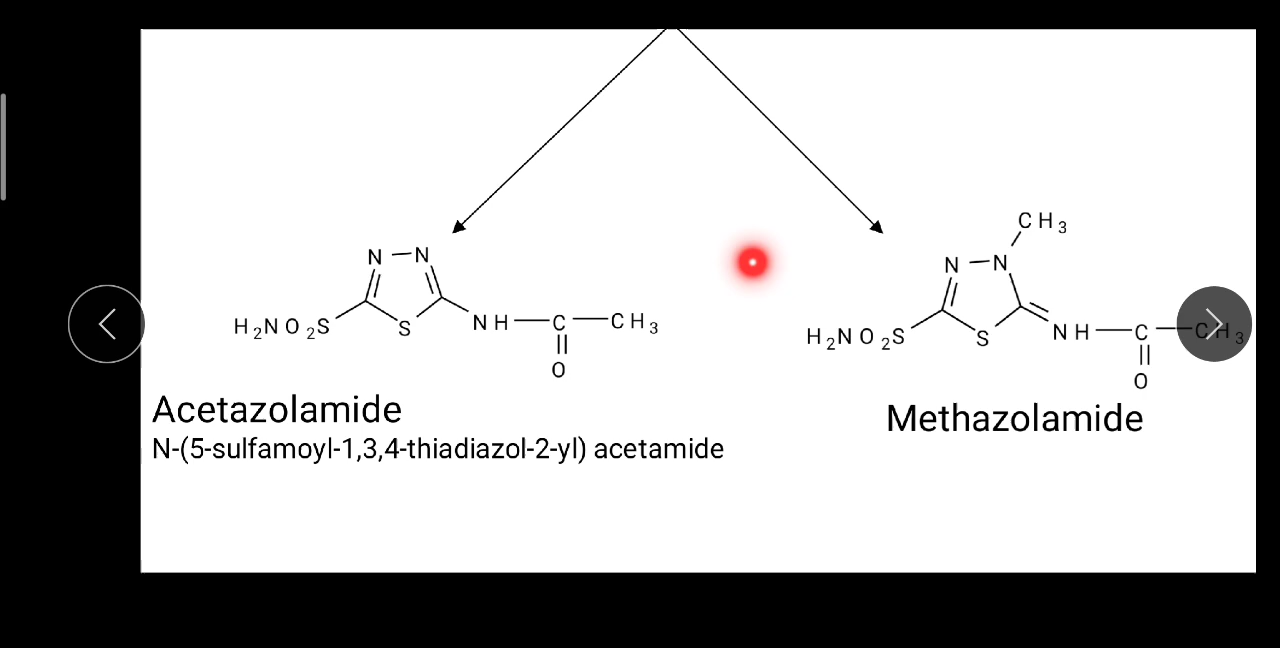 CH3
N N
N N
H2NO2S S NH C CH3
O
H2NO2S S NH C CH3
O
Acetazolamide
N-(5-sulfamoyl-1,3,4-thiadiazol-2-yl) acetamide
Methazolamide